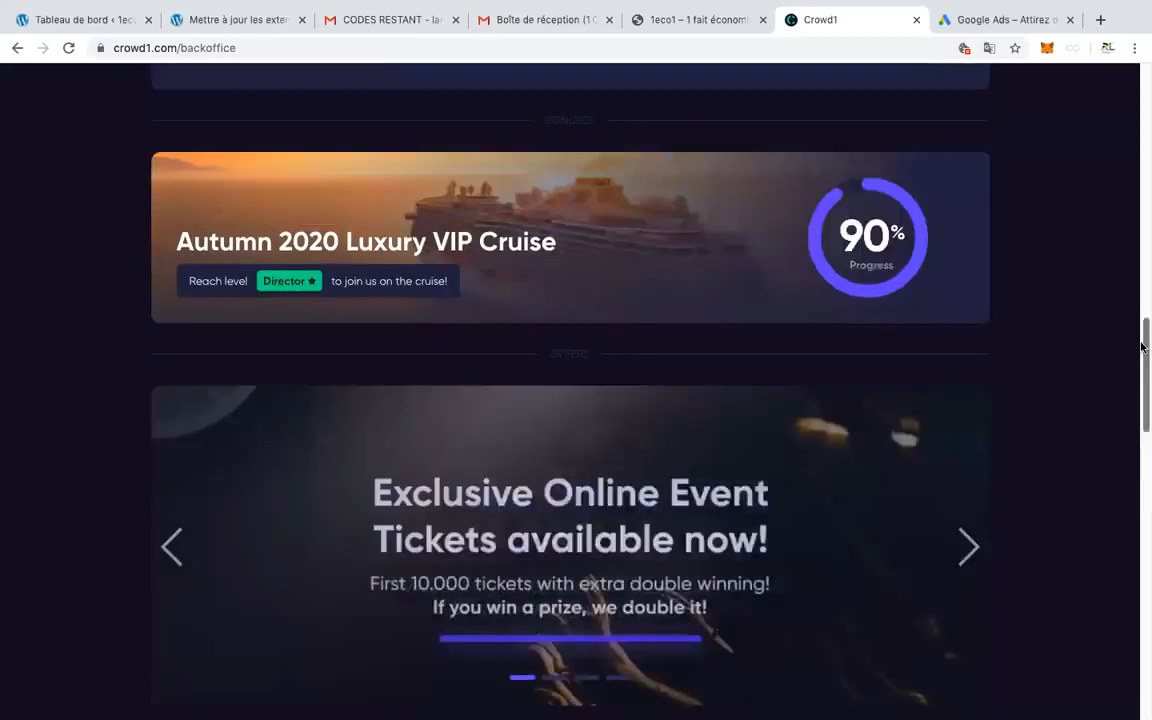 Tableau de bord ‹ 1ec
Mettre à jour les exte
CODES RESTANT - la
Boîte de réception (1
1eco1 – 1 fait économ
Crowd1
Google Ads – Attirez
crowd1.com/backoffice
BONUSES
Autumn 2020 Luxury VIP Cruise
Reach level Director ★ to join us on the cruise!
90%
Progress
OFFERS
Exclusive Online Event
Tickets available now!
First 10.000 tickets with extra double winning!
If you win a prize, we double it!